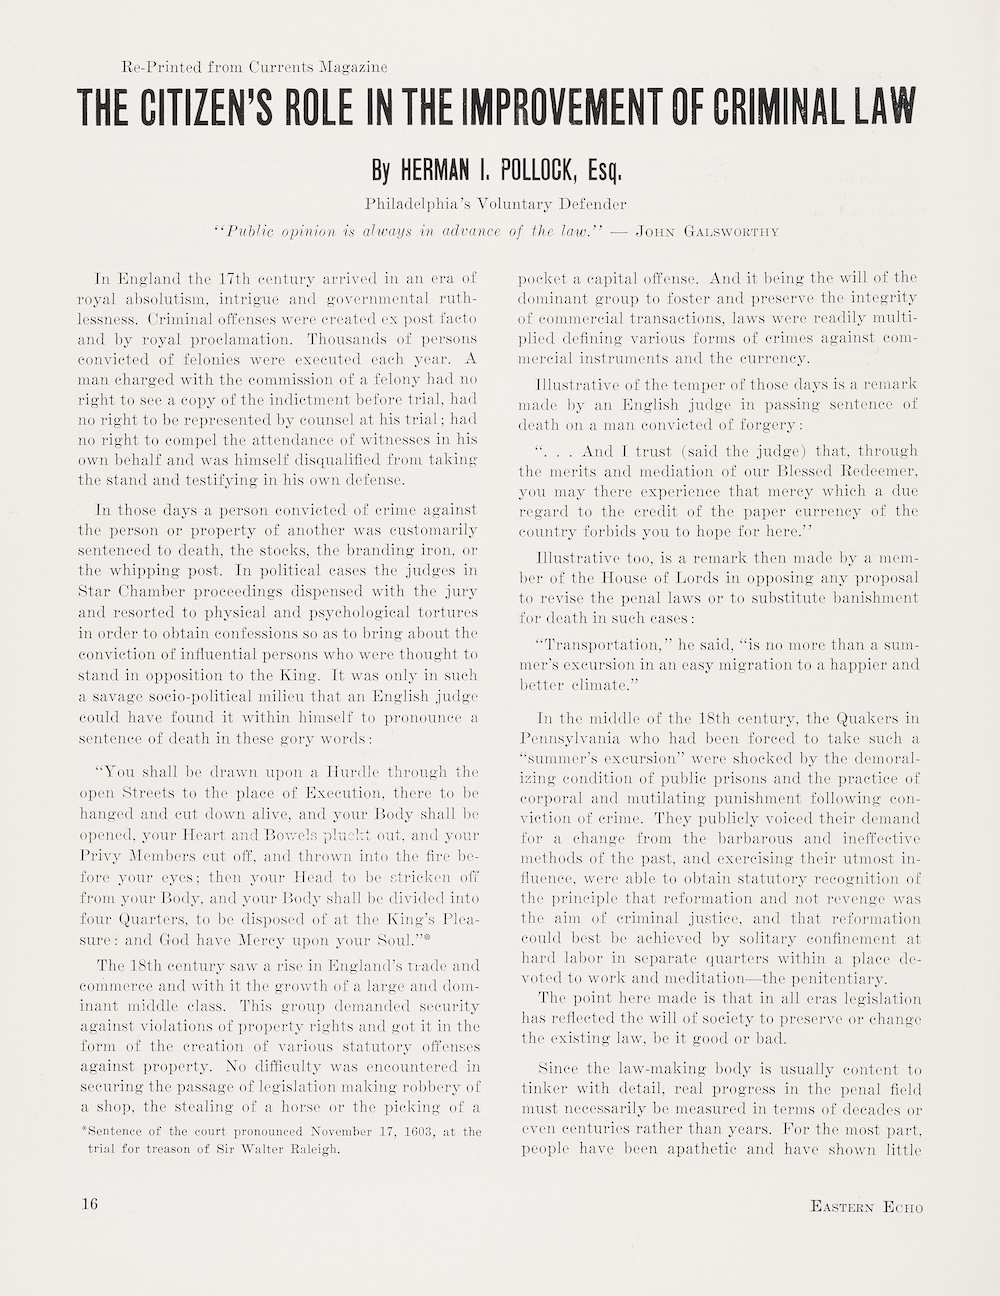 Re-Printed from Currents Magazine
THE CITIZEN'S ROLE IN THE IMPROVEMENT OF CRIMINAL LAW
By HERMAN I. POLLOCK, Esq.
Philadelphia's Voluntary Defender
"Public opinion is always in advance of the law." — JOHN GALSWORTHY
In England the 17th century arrived in an era of
royal absolutism, intrigue and governmental ruth-
lessness. Criminal offenses were created ex post facto
and by royal proclamation. Thousands of persons
convicted of felonies were executed each year. A
man charged with the commission of a felony had no
right to see a copy of the indictment before trial, had
no right to be represented by counsel at his trial; had
no right to compel the attendance of witnesses in his
own behalf and was himself disqualified from taking
the stand and testifying in his own defense.
In those days a person convicted of crime against
the person or property of another was customarily
sentenced to death, the stocks, the branding iron, or
the whipping post. In political cases the judges in
Star Chamber proceedings dispensed with the jury
and resorted to physical and psychological tortures
in order to obtain confessions so as to bring about the
conviction of influential persons who were thought to
stand in opposition to the King. It was only in such
a savage socio-political milieu that an English judge
could have found it within himself to pronounce a
sentence of death in these gory words:
"You shall be drawn upon a Hurdle through the
open Streets to the place of Execution, there to be
hanged and cut down alive, and your Body shall be
opened, your Heart and Bowels pluckt out, and your
Privy Members cut off, and thrown into the fire be-
fore your eyes; then your Head to be stricken off
from your Body, and your Body shall be divided into
four Quarters, to be disposed of at the King's Plea-
sure: and God have Mercy upon your Soul."*
The 18th century saw a rise in England's trade and
commerce and with it the growth of a large and dom-
inant middle class. This group demanded security
against violations of property rights and got it in the
form of the creation of various statutory offenses
against property. No difficulty was encountered in
securing the passage of legislation making robbery of
a shop, the stealing of a horse or the picking of a
*Sentence of the court pronounced November 17, 1603, at the
trial for treason of Sir Walter Raleigh.
pocket a capital offense. And it being the will of the
dominant group to foster and preserve the integrity
of commercial transactions, laws were readily multi-
plied defining various forms of crimes against com-
mercial instruments and the currency.
Illustrative of the temper of those days is a remark
made by an English judge in passing sentence of
death on a man convicted of forgery:
". . . And I trust (said the judge) that, through
the merits and mediation of our Blessed Redeemer,
you may there experience that mercy which a due
regard to the credit of the paper currency of the
country forbids you to hope for here."
Illustrative too, is a remark then made by a mem-
ber of the House of Lords in opposing any proposal
to revise the penal laws or to substitute banishment
for death in such cases:
"Transportation," he said, "is no more than a sum-
mer's excursion in an easy migration to a happier and
better climate."
In the middle of the 18th century, the Quakers in
Pennsylvania who had been forced to take such a
"summer's excursion" were shocked by the demoral-
izing condition of public prisons and the practice of
corporal and mutilating punishment following con-
viction of crime. They publicly voiced their demand
for a change from the barbarous and ineffective
methods of the past, and exercising their utmost in-
fluence, were able to obtain statutory recognition of
the principle that reformation and not revenge was
the aim of criminal justice, and that reformation
could best be achieved by solitary confinement at
hard labor in separate quarters within a place de-
voted to work and meditation—the penitentiary.
The point here made is that in all eras legislation
has reflected the will of society to preserve or change
the existing law, be it good or bad.
Since the law-making body is usually content to
tinker with detail, real progress in the penal field
must necessarily be measured in terms of decades or
even centuries rather than years. For the most part,
people have been apathetic and have shown little
16
EASTERN ECHO